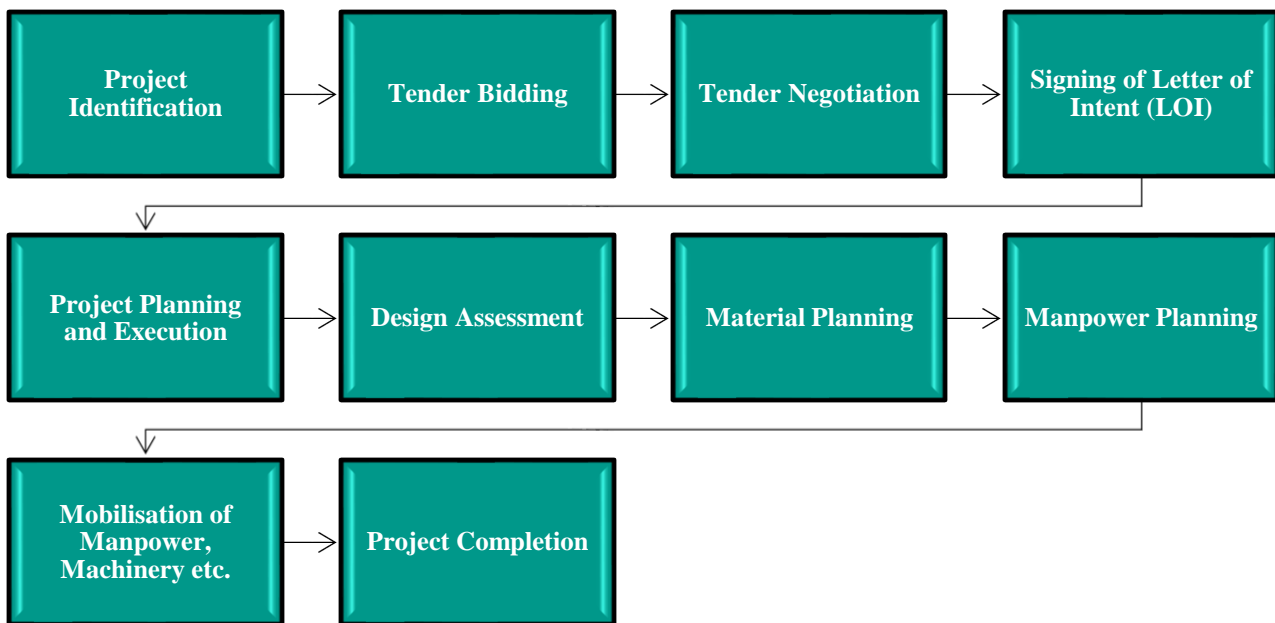 Project
Identification
Tender Bidding
Tender Negotiation
Signing of Letter of
Intent (LOI)
Project Planning
and Execution
Design Assessment
Material Planning
Manpower Planning
Mobilisation of
Manpower,
Machinery etc.
Project Completion